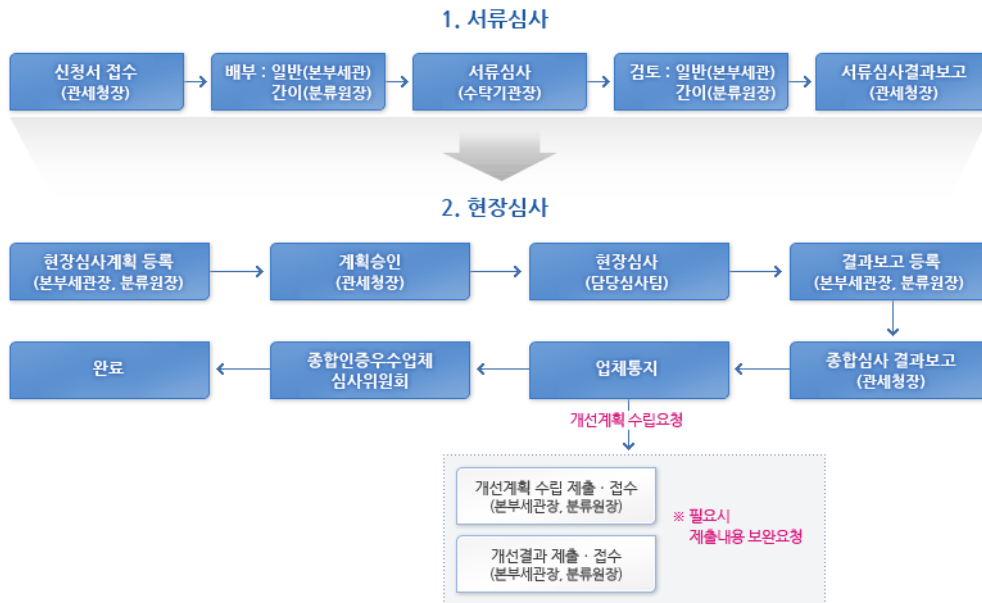 1. 서류심사
신청서 접수
(관세청장)
배부 : 일반(본부세관)
간이(분류원장)
서류심사
(수탁기관장)
검토 : 일반(본부세관)
간이(분류원장)
서류심사결과보고
(관세청장)
2. 현장심사
현장심사계획 등록
(본부세관장, 분류원장)
계획승인
(관세청장)
현장심사
(담당심사팀)
결과보고 등록
(본부세관장, 분류원장)
완료
종합인증우수업체
심사위원회
업체통지
종합심사 결과보고
(관세청장)
개선계획 수립요청
개선계획 수립 제출 · 접수
(본부세관장, 분류원장)
※ 필요시
제출내용 보완요청
개선결과 제출 · 접수
(본부세관장, 분류원장)